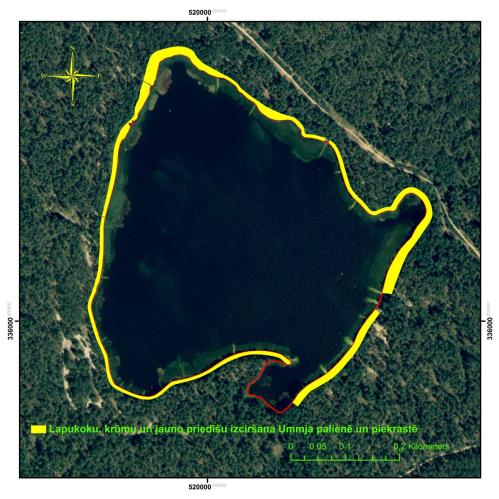 520000
336000
336000
Lapukoku, krūmu un jauno priedīšu izciršana Ummja palienē un piekrastē
0 0.05 0.1 0.2 Kilometers
520000